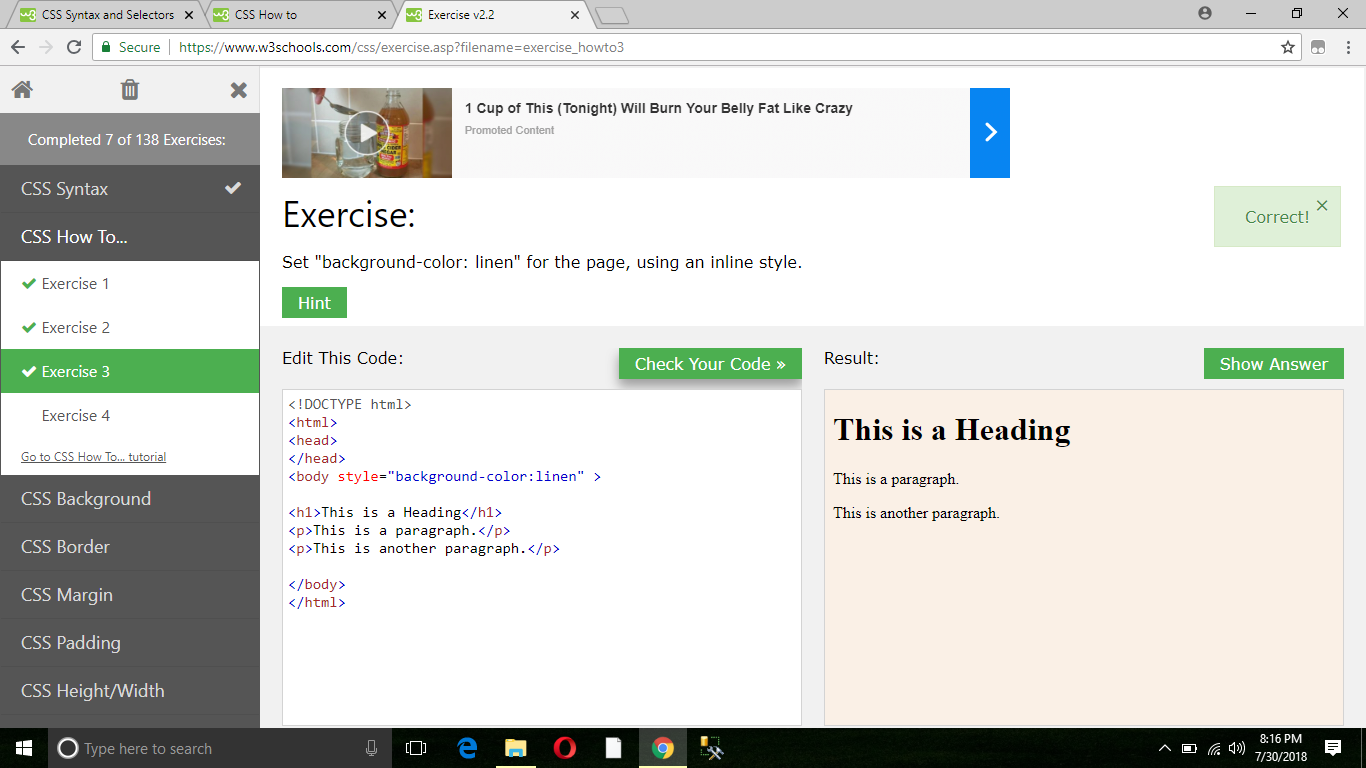 CSS Syntax and Selectors
CSS How to
Exercise v2.2
Secure
https://www.w3schools.com/css/exercise.asp?filename=exercise_howto3
Completed 7 of 138 Exercises:
CSS Syntax
CSS How To...
Exercise 1
Exercise 2
Exercise 3
Exercise 4
Go to CSS How To... tutorial
CSS Background
CSS Border
CSS Margin
CSS Padding
CSS Height/Width
1 Cup of This (Tonight) Will Burn Your Belly Fat Like Crazy
Promoted Content
Exercise:
Correct!
Set "background-color: linen" for the page, using an inline style.
Hint
Edit This Code:
Check Your Code »
<!DOCTYPE html>
<html>
<head>
</head>
<body style="background-color:linen" >
<h1>This is a Heading</h1>
<p>This is a paragraph.</p>
<p>This is another paragraph.</p>
</body>
</html>
Result:
Show Answer
This is a Heading
This is a paragraph.
This is another paragraph.
Type here to search
8:16 PM
7/30/2018